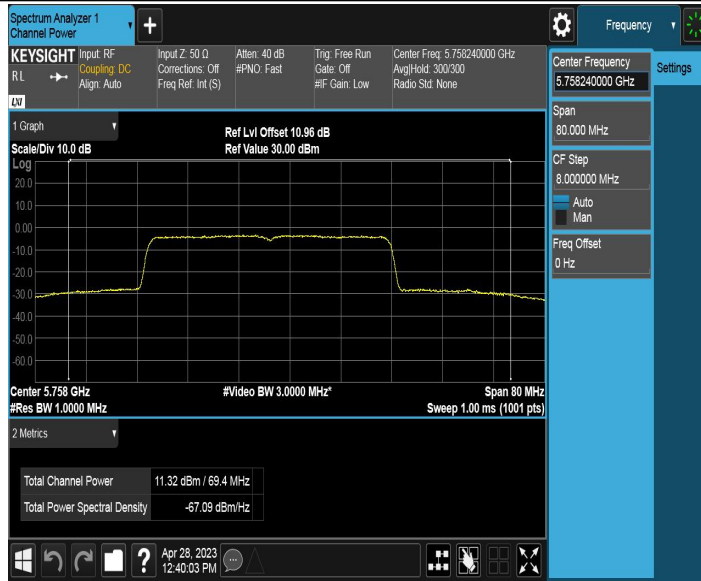 Spectrum Analyzer 1
Channel Power
Frequency
KEYSIGHT
RL
LXI
Input: RF
Coupling: DC
Align: Auto
Input Z: 50 Ω
Corrections: Off
Freq Ref: Int (S)
Atten: 40 dB
#PNO: Fast
Trig: Free Run
Gate: Off
#IF Gain: Low
Center Freq: 5.758240000 GHz
Avg|Hold: 300/300
Radio Std: None
Center Frequency
5.758240000 GHz
Settings
Span
80.000 MHz
CF Step
8.000000 MHz
Auto
Man
Freq Offset
0 Hz
1 Graph
Ref Lvl Offset 10.96 dB
Scale/Div 10.0 dB
Ref Value 30.00 dBm
Log
20.0
10.0
0.00
-10.0
-20.0
-30.0
-40.0
-50.0
-60.0
Center 5.758 GHz
#Video BW 3.0000 MHz*
Span 80 MHz
#Res BW 1.0000 MHz
Sweep 1.00 ms (1001 pts)
2 Metrics
Total Channel Power 11.32 dBm / 69.4 MHz
Total Power Spectral Density -67.09 dBm/Hz
?
Apr 28, 2023
12:40:03 PM